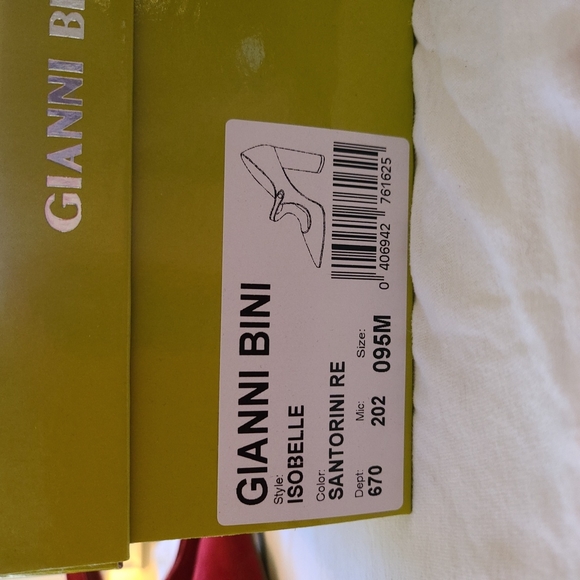 GIANNI BI
GIANNI BINI
Style:
ISOBELLE
Color:
SANTORINI RE
Dept: Mic: Size:
670 202 095M
0 406942 761625